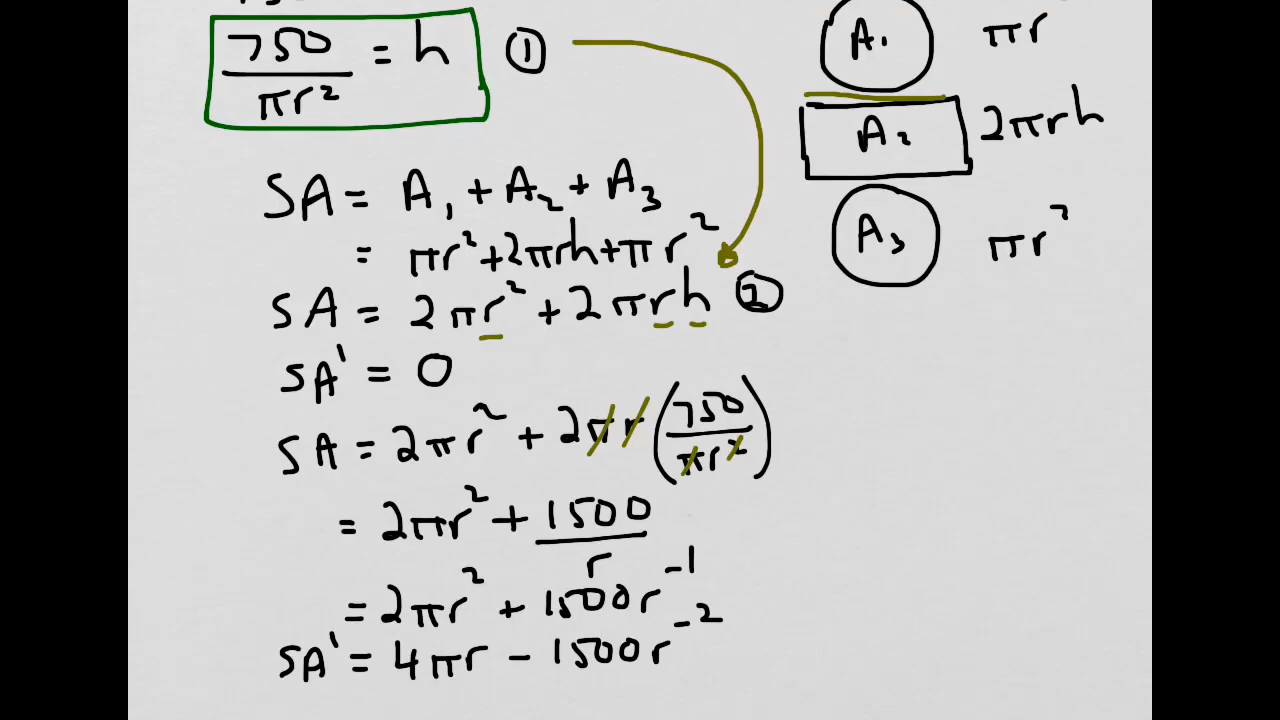 750/πr² = h ①
A₁ πr
A₂ 2πrh
A₃ πr²
SA = A₁ + A₂ + A₃
= πr² + 2πrh + πr²
SA = 2πr² + 2πrh ②
SA' = 0
SA = 2πr² + 2πr (750/πr²)
= 2πr² + 1500/r
= 2πr² + 1500r⁻¹
SA' = 4πr - 1500r⁻²